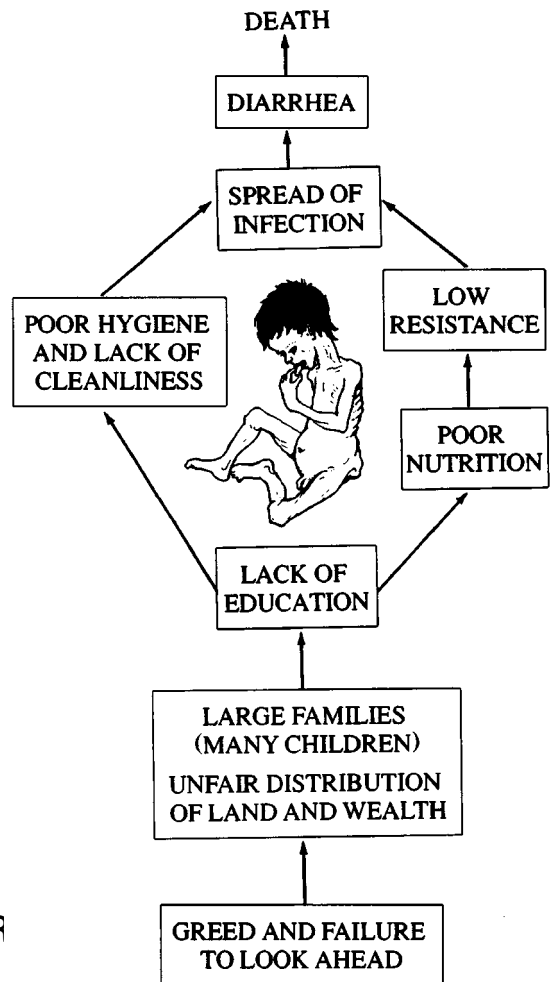 DEATH
DIARRHEA
SPREAD OF
INFECTION
POOR HYGIENE
AND LACK OF
CLEANLINESS
LOW
RESISTANCE
POOR
NUTRITION
LACK OF
EDUCATION
LARGE FAMILIES
(MANY CHILDREN)
UNFAIR DISTRIBUTION
OF LAND AND WEALTH
GREED AND FAILURE
TO LOOK AHEAD